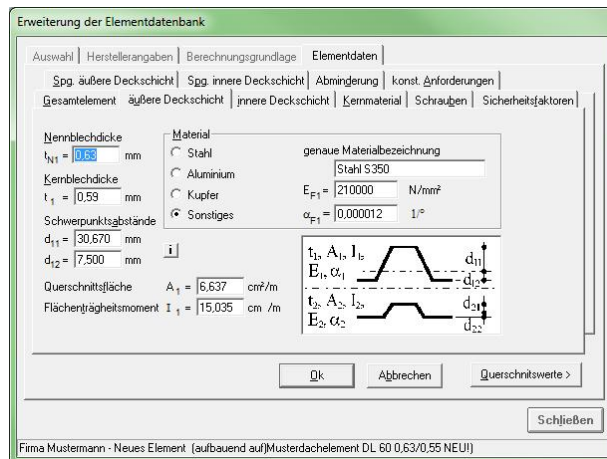 Erweiterung der Elementdatenbank
Auswahl Herstellerangaben Berechnungsgrundlage Elementdaten
Spg. äußere Deckschicht Spg. innere Deckschicht Abminderung konst. Anforderungen
Gesamtelement äußere Deckschicht innere Deckschicht Kernmaterial Schrauben Sicherheitsfaktoren
Nennblechdicke
tN1 = 0,63 mm
Kernblechdicke
t1 = 0,59 mm
Schwerpunktsabstände
d11 = 30,670 mm
d12 = 7,500 mm
i
Material
Stahl
Aluminium
Kupfer
Sonstiges
genaue Materialbezeichnung
Stahl S350
EF1 = 210000 N/mm²
αF1 = 0,000012 1/°
Querschnittsfläche A1 = 6,637 cm²/m
Flächenträgheitsmoment I1 = 15,035 cm /m
t1, A1, I1,
E1, α1
d11
d12
t2, A2, I2,
E2, α2
d21
d22
Ok Abbrechen Querschnitswerte >
Schließen
Firma Mustermann - Neues Element (aufbauend auf)Musterdachelement DL 60 0,63/0,55 NEU!)